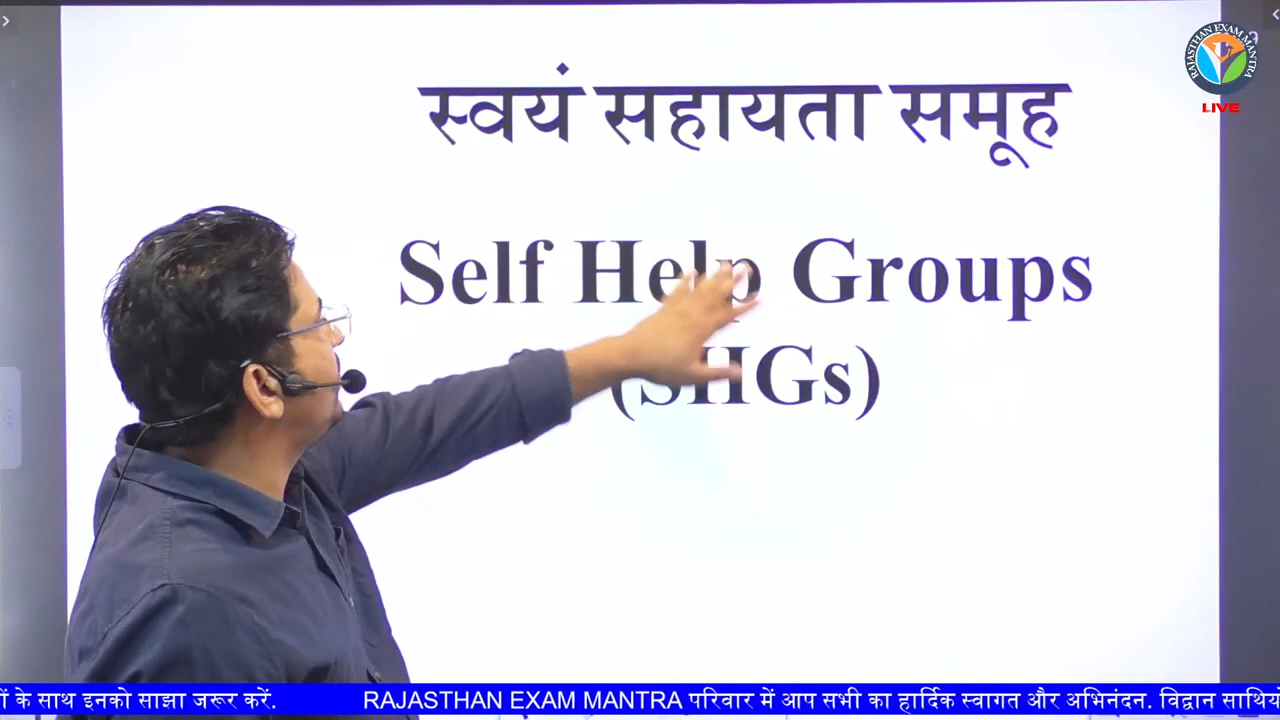 RAJASTHAN EXAM MANTRA
LIVE
स्वयं सहायता समूह
Self Help Groups
(SHGs)
के साथ इनको साझा जरूर करें. RAJASTHAN EXAM MANTRA परिवार में आप सभी का हार्दिक स्वागत और अभिनंदन. विद्वान